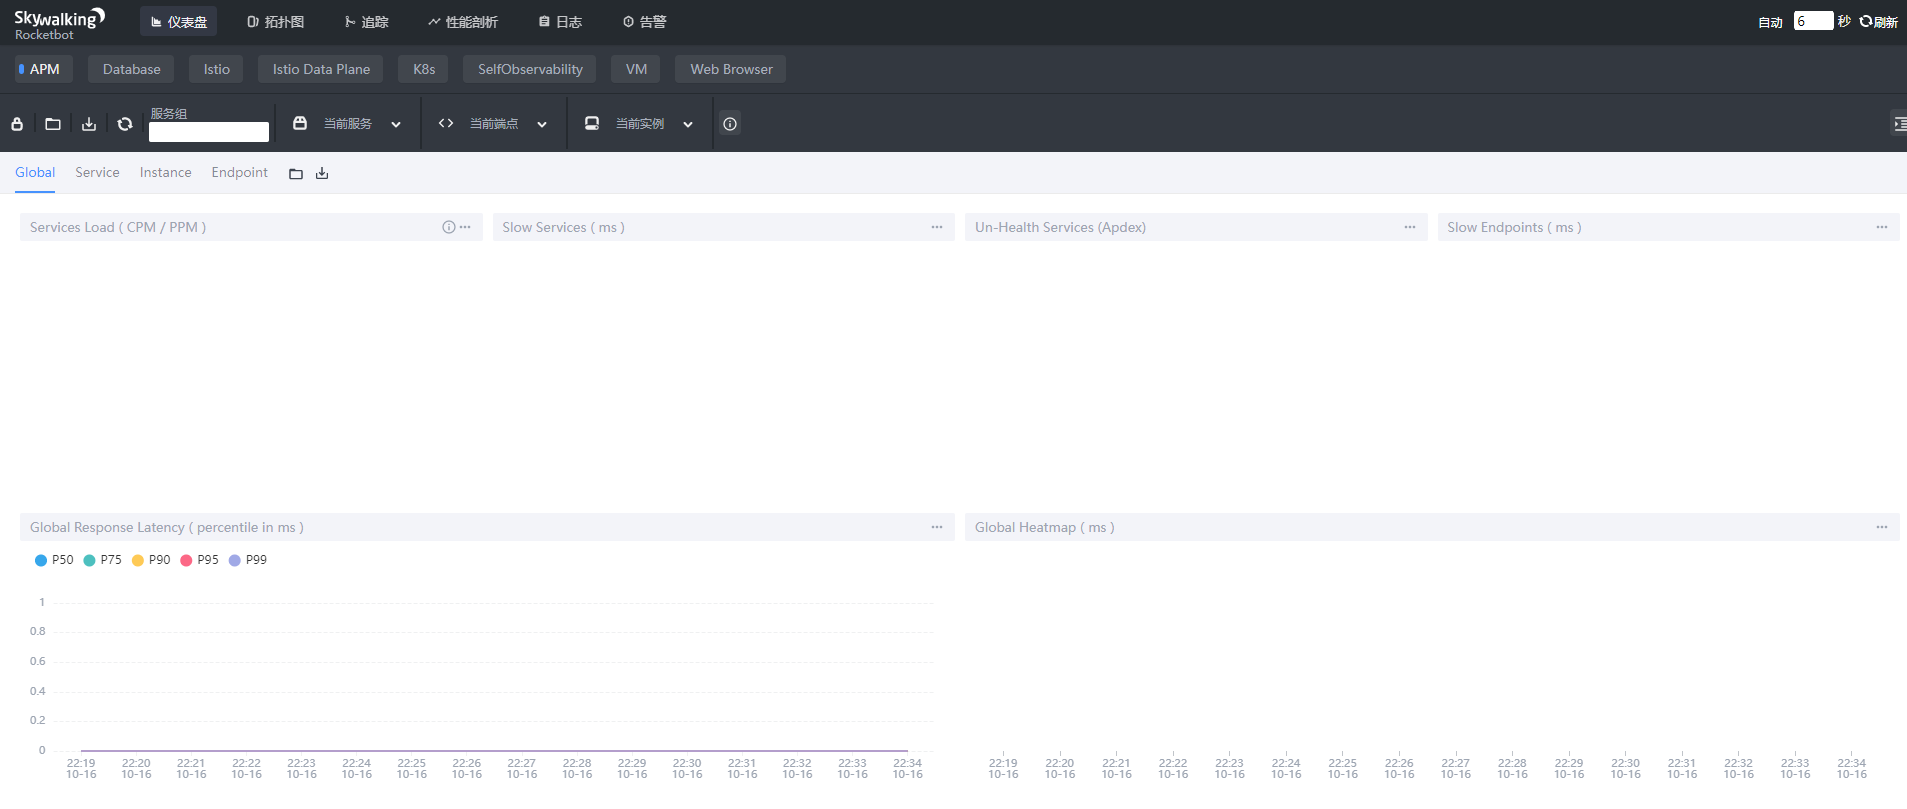 Skywalking
Rocketbot
仪表盘 拓扑图 追踪 性能剖析 日志 告警 自动 6 秒 刷新
APM Database Istio Istio Data Plane K8s SelfObservability VM Web Browser
服务组
当前服务 当前端点 当前实例
Global Service Instance Endpoint
Services Load ( CPM / PPM ) Slow Services ( ms ) Un-Health Services (Apdex) Slow Endpoints ( ms )
Global Response Latency ( percentile in ms ) Global Heatmap ( ms )
P50 P75 P90 P95 P99
1
0.8
0.6
0.4
0.2
0
22:19 22:20 22:21 22:22 22:23 22:24 22:25 22:26 22:27 22:28 22:29 22:30 22:31 22:32 22:33 22:34
10-16 10-16 10-16 10-16 10-16 10-16 10-16 10-16 10-16 10-16 10-16 10-16 10-16 10-16 10-16 10-16
22:19 22:20 22:21 22:22 22:23 22:24 22:25 22:26 22:27 22:28 22:29 22:30 22:31 22:32 22:33 22:34
10-16 10-16 10-16 10-16 10-16 10-16 10-16 10-16 10-16 10-16 10-16 10-16 10-16 10-16 10-16 10-16